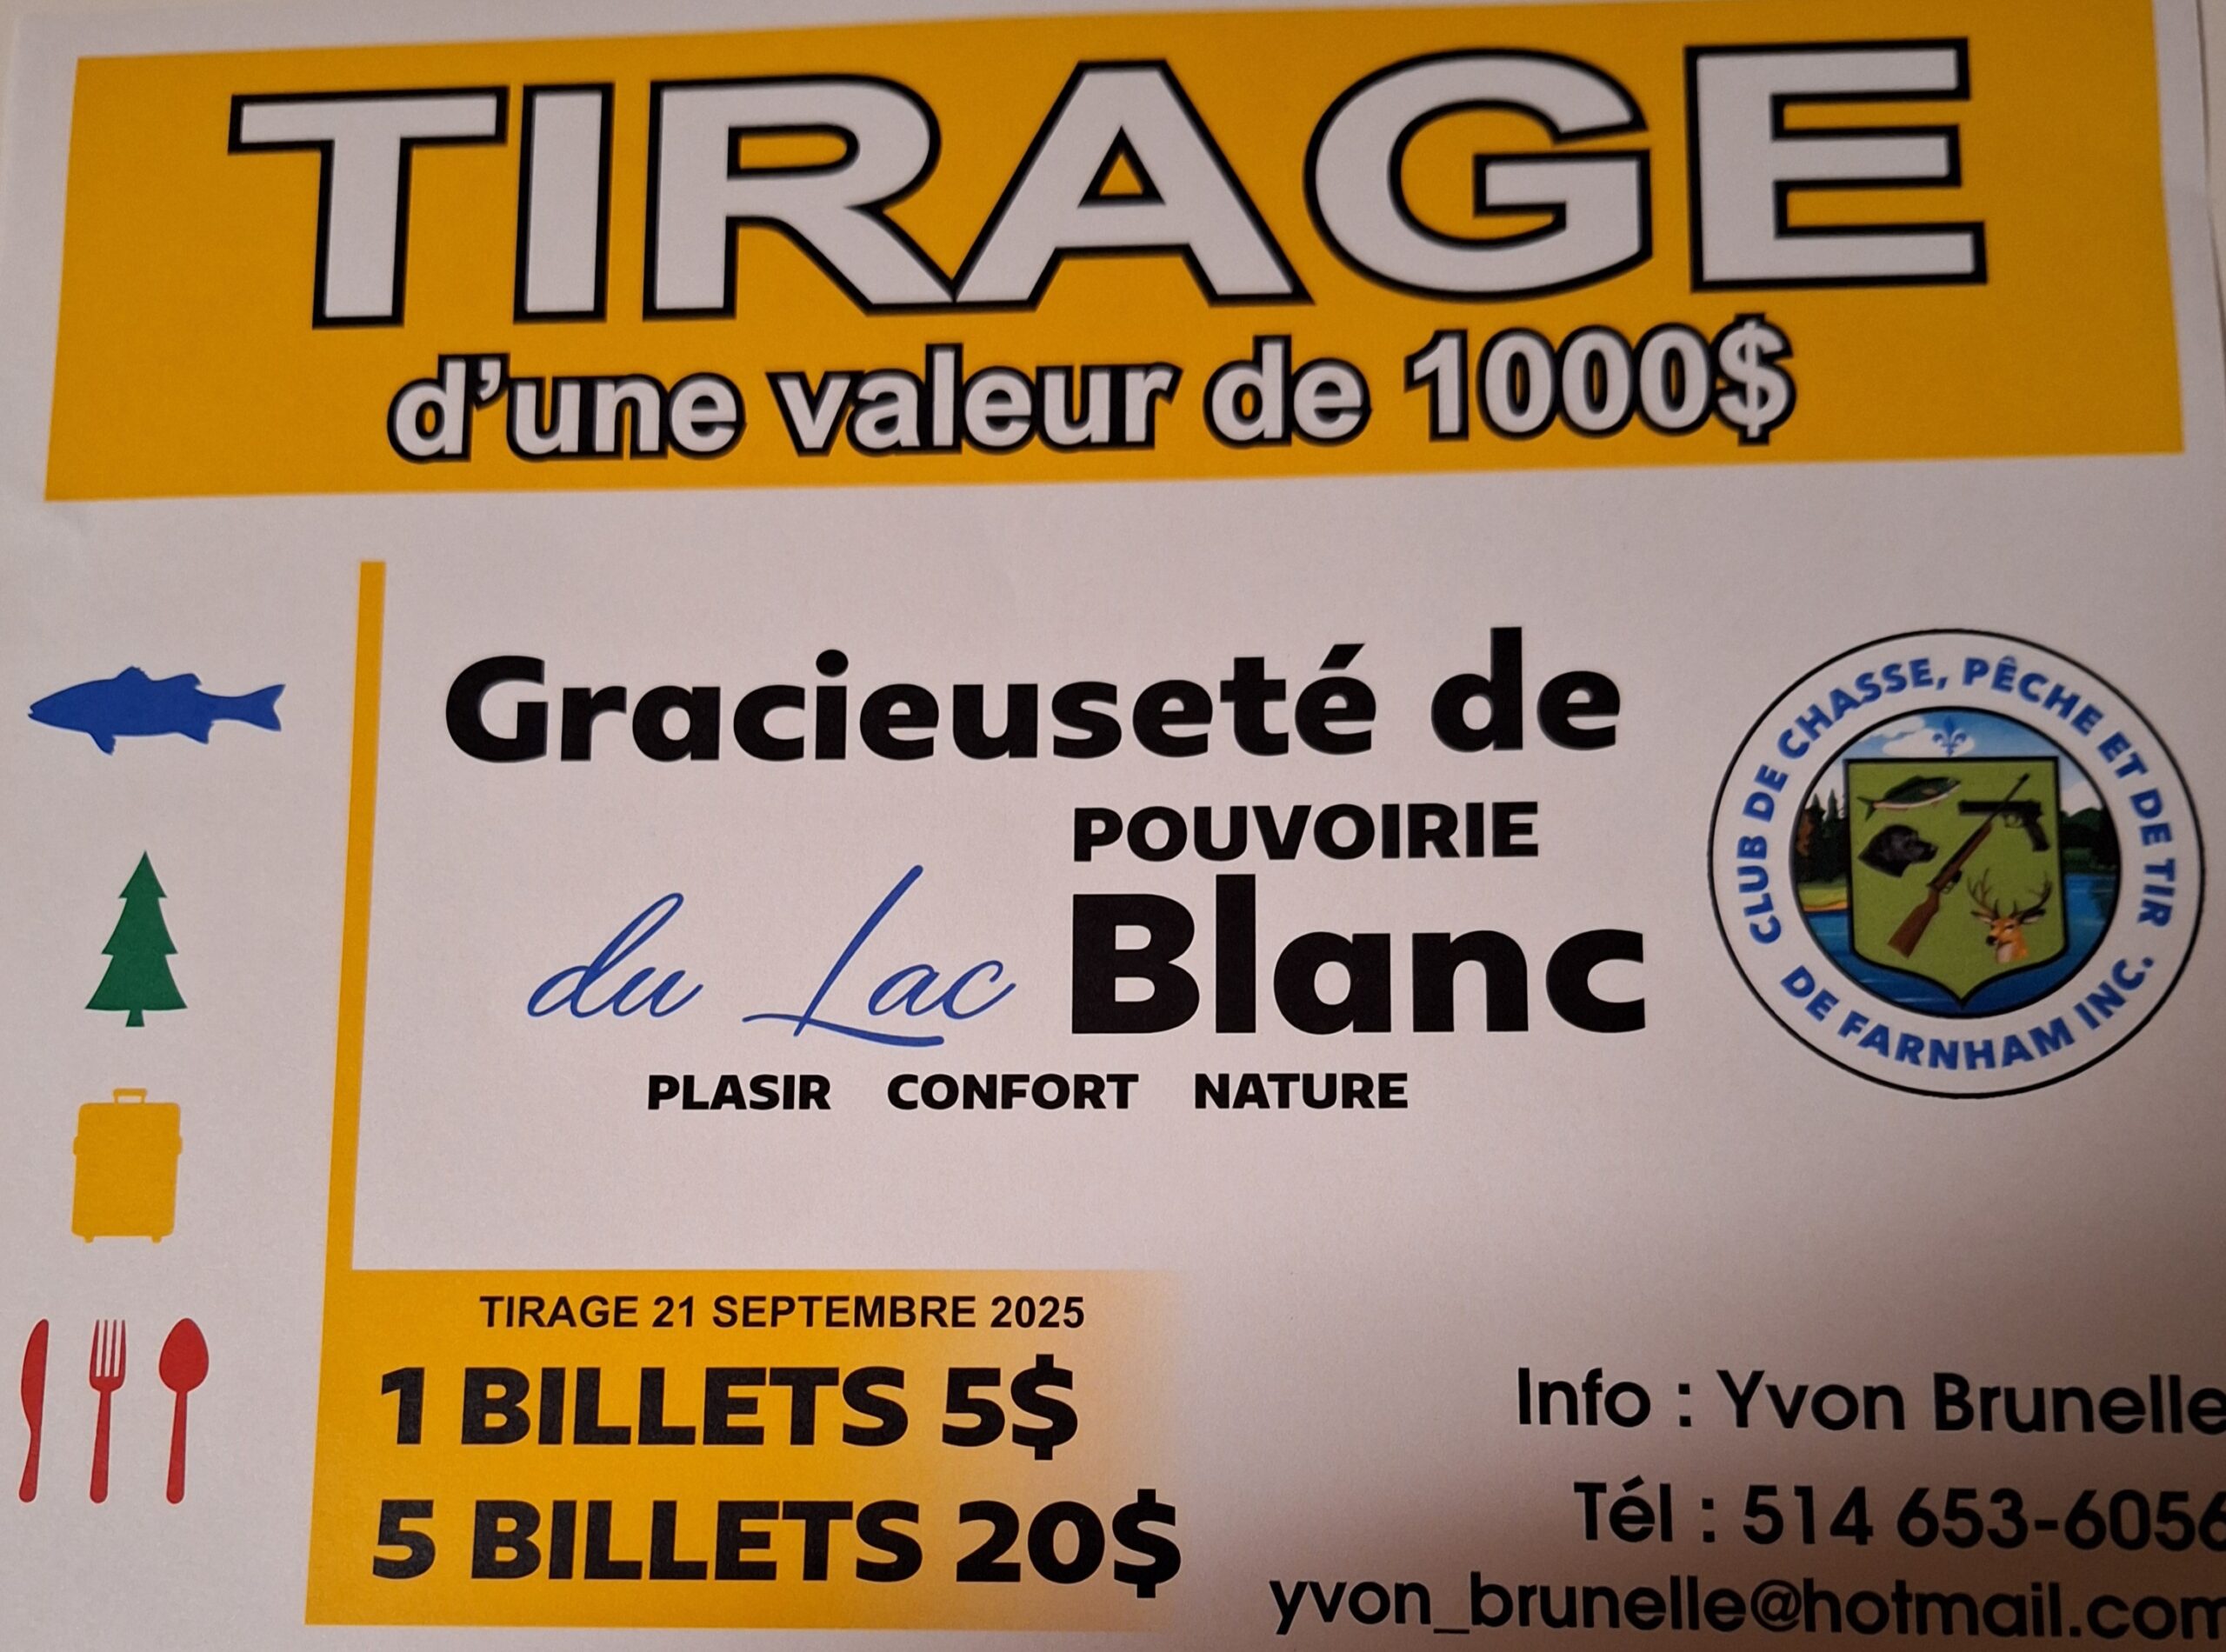 TIRAGE
d'une valeur de 1000$
Gracieuseté de
POUVOIRIE
du Lac Blanc
PLASIR CONFORT NATURE
CLUB DE CHASSE, PÊCHE ET DE TIR
DE FARNHAM INC.
TIRAGE 21 SEPTEMBRE 2025
1 BILLETS 5$
5 BILLETS 20$
Info : Yvon Brunelle
Tél : 514 653-6056
yvon_brunelle@hotmail.com